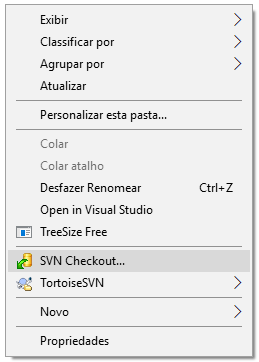 Exibir
Classificar por
Agrupar por
Atualizar
Personalizar esta pasta...
Colar
Colar atalho
Desfazer Renomear Ctrl+Z
Open in Visual Studio
TreeSize Free
SVN Checkout...
TortoiseSVN
Novo
Propriedades